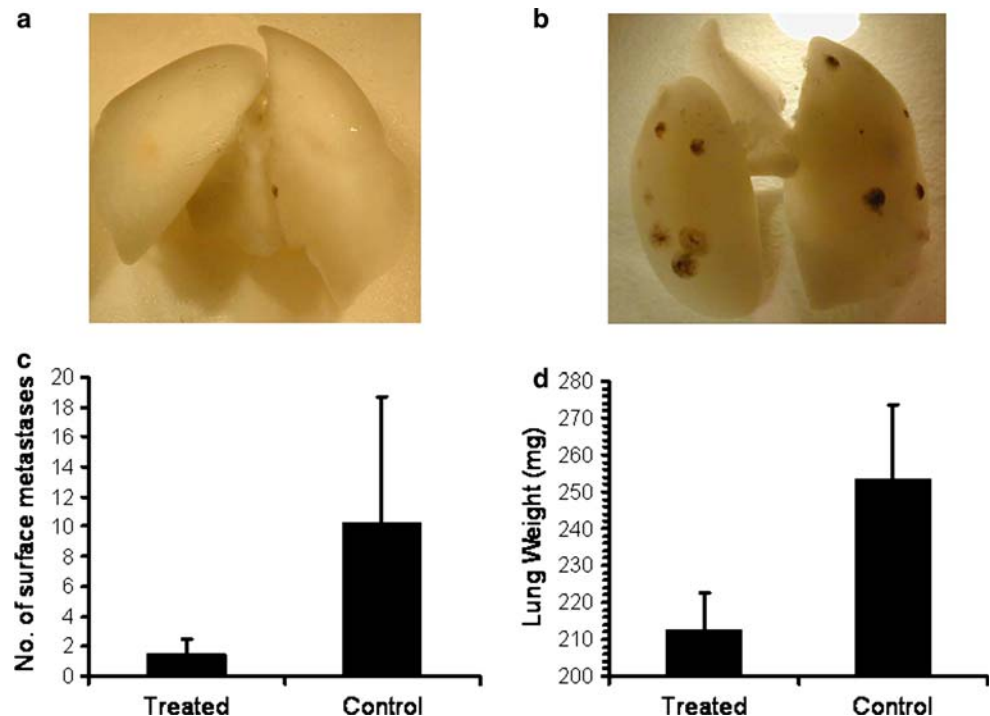 a
b
c
No. of surface metastases
20
18
16
14
12
10
8
6
4
2
0
Treated Control
d
Lung Weight (mg)
280
270
260
250
240
230
220
210
200
Treated Control